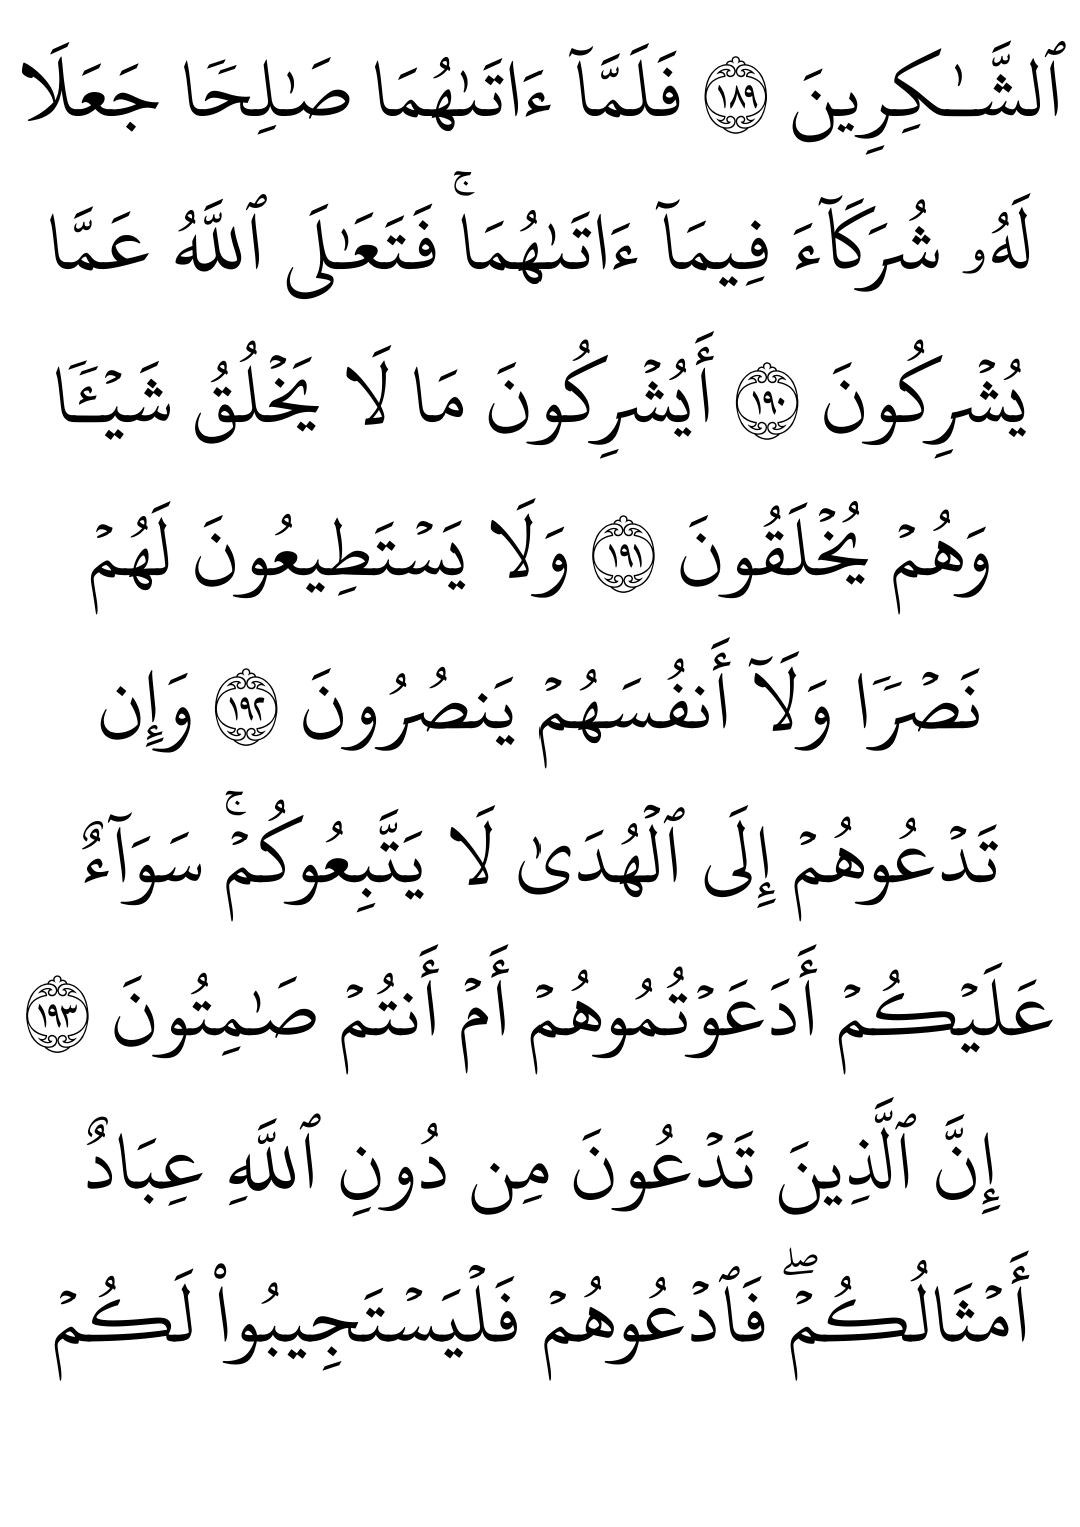 ٱلشَّـٰكِرِينَ ١٨٩ فَلَمَّآ ءَاتَىٰهُمَا صَـٰلِحًا جَعَلَا
لَهُۥ شُرَكَآءَ فِيمَآ ءَاتَىٰهُمَا ۚ فَتَعَـٰلَى ٱللَّهُ عَمَّا
يُشْرِكُونَ ١٩٠ أَيُشْرِكُونَ مَا لَا يَخْلُقُ شَيْـًٔا
وَهُمْ يُخْلَقُونَ ١٩١ وَلَا يَسْتَطِيعُونَ لَهُمْ
نَصْرًا وَلَآ أَنفُسَهُمْ يَنصُرُونَ ١٩٢ وَإِن
تَدْعُوهُمْ إِلَى ٱلْهُدَىٰ لَا يَتَّبِعُوكُمْ ۚ سَوَآءٌ
عَلَيْكُمْ أَدَعَوْتُمُوهُمْ أَمْ أَنتُمْ صَـٰمِتُونَ ١٩٣
إِنَّ ٱلَّذِينَ تَدْعُونَ مِن دُونِ ٱللَّهِ عِبَادٌ
أَمْثَالُكُمْ ۖ فَٱدْعُوهُمْ فَلْيَسْتَجِيبُوا۟ لَكُمْ